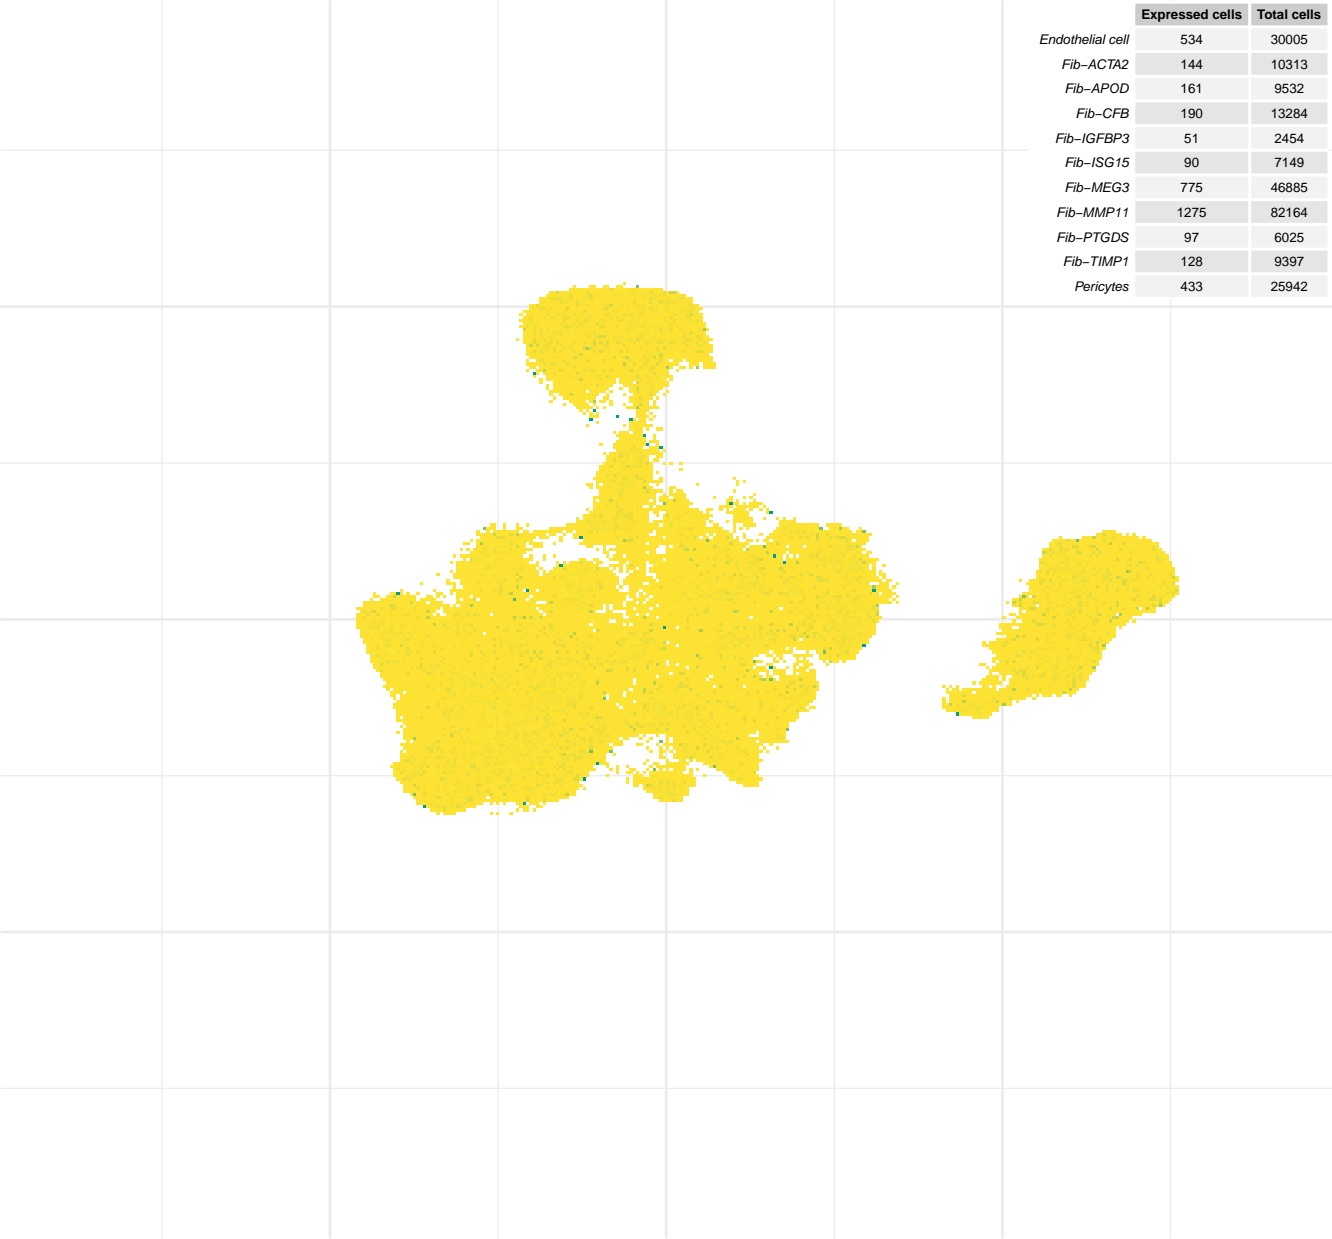 Expressed cells Total cells
Endothelial cell 534 30005
Fib−ACTA2 144 10313
Fib−APOD 161 9532
Fib−CFB 190 13284
Fib−IGFBP3 51 2454
Fib−ISG15 90 7149
Fib−MEG3 775 46885
Fib−MMP11 1275 82164
Fib−PTGDS 97 6025
Fib−TIMP1 128 9397
Pericytes 433 25942